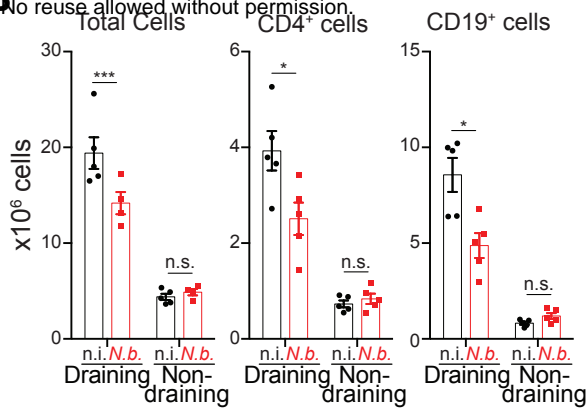 No reuse allowed without permission.
Total Cells
CD4+ cells
CD19+ cells
x10⁶ cells
30
20
10
0
***
n.s.
n.i. N.b. n.i. N.b.
Draining Non-
draining
6
4
2
0
*
n.s.
n.i. N.b. n.i. N.b.
Draining Non-
draining
15
10
5
0
*
n.s.
n.i. N.b. n.i. N.b.
Draining Non-
draining